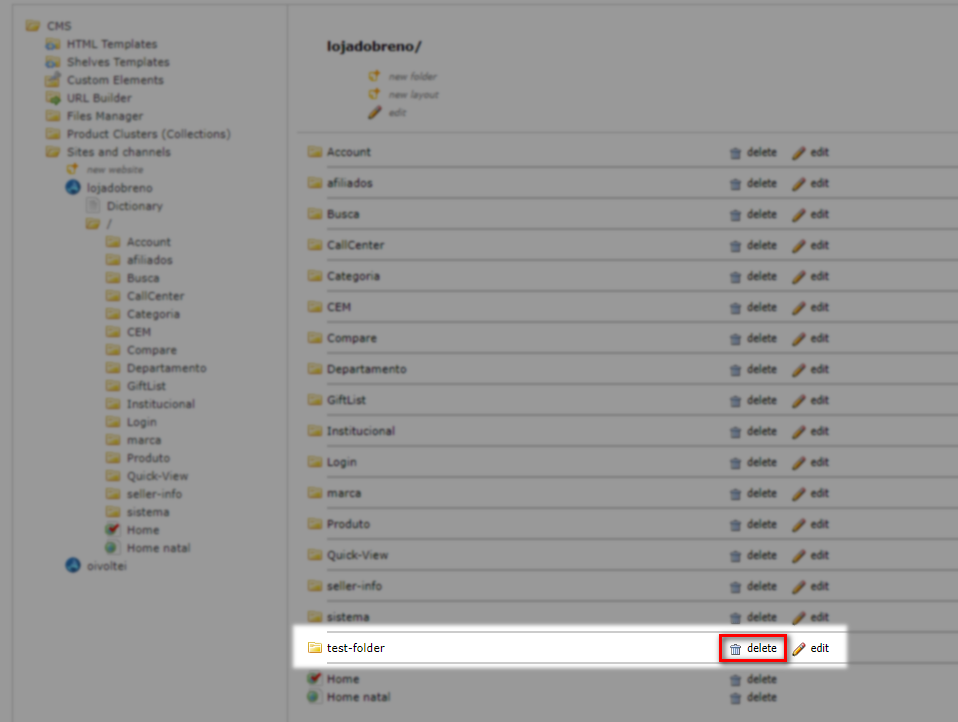 CMS
HTML Templates
Shelves Templates
Custom Elements
URL Builder
Files Manager
Product Clusters (Collections)
Sites and channels
new website
lojadobreno
Dictionary
/
Account
afiliados
Busca
CallCenter
Categoria
CEM
Compare
Departamento
GiftList
Institucional
Login
marca
Produto
Quick-View
seller-info
sistema
Home
Home natal
oivoltei
lojadobreno/
new folder
new layout
edit
Account delete edit
afiliados delete edit
Busca delete edit
CallCenter delete edit
Categoria delete edit
CEM delete edit
Compare delete edit
Departamento delete edit
GiftList delete edit
Institucional delete edit
Login delete edit
marca delete edit
Produto delete edit
Quick-View delete edit
seller-info delete edit
sistema delete edit
test-folder delete edit
Home delete
Home natal delete